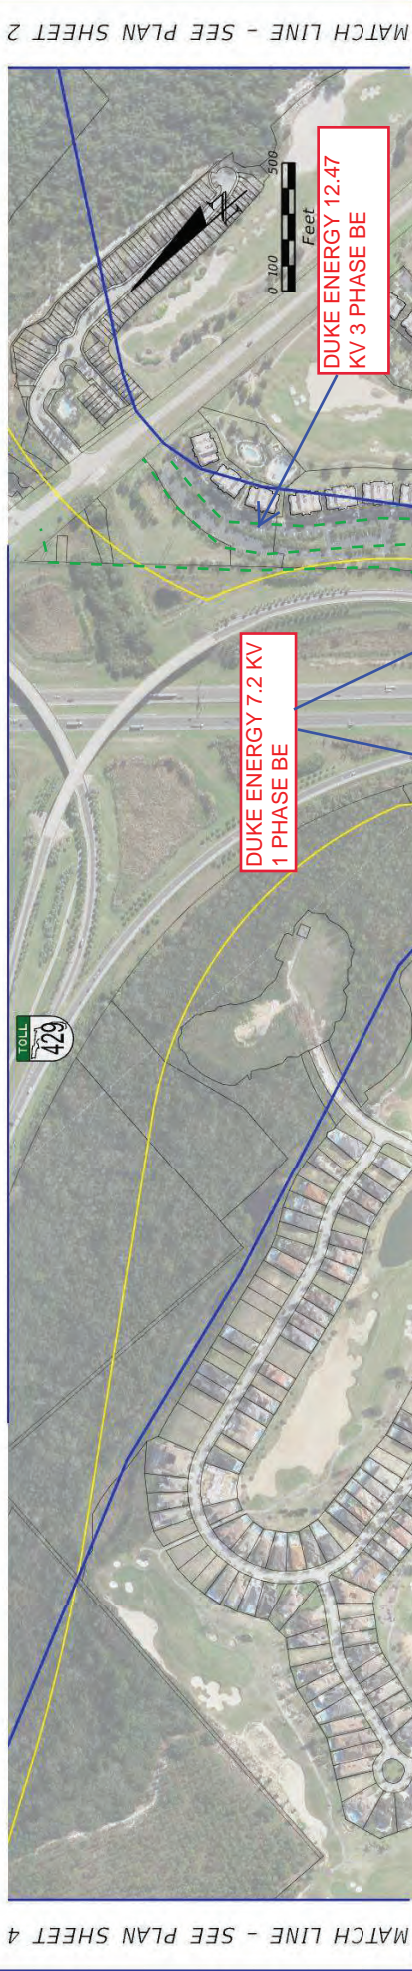 MATCH LINE - SEE PLAN SHEET 2
0 100 500
Feet
N
DUKE ENERGY 12.47
KV 3 PHASE BE
DUKE ENERGY 7.2 KV
1 PHASE BE
TOLL
429
MATCH LINE - SEE PLAN SHEET 4